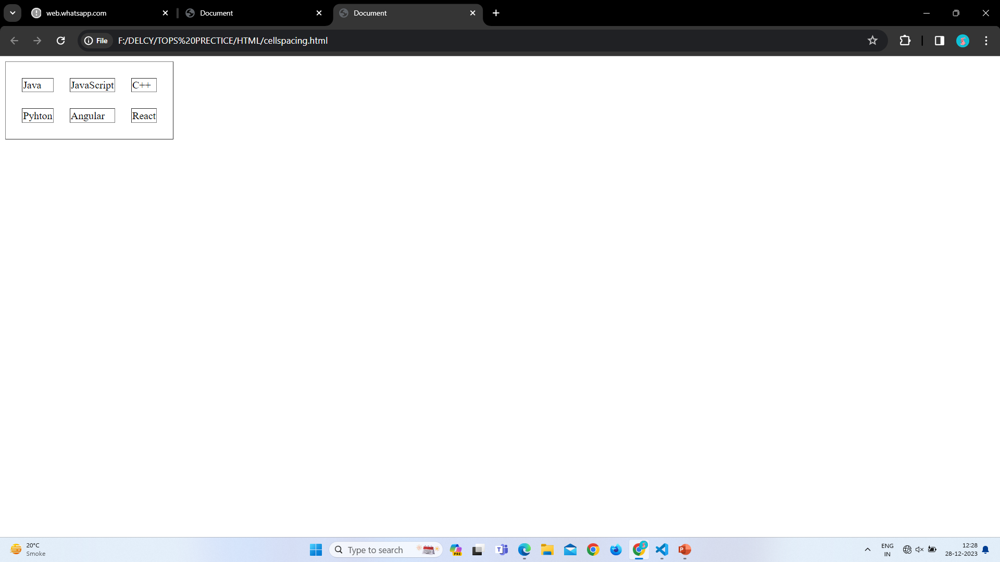 web.whatsapp.com Document Document
File F:/DELCY/TOPS%20PRECTICE/HTML/cellspacing.html
Java JavaScript C++
Pyhton Angular React
20°C
Smoke
Type to search
PRE
ENG
IN
12:28
28-12-2023